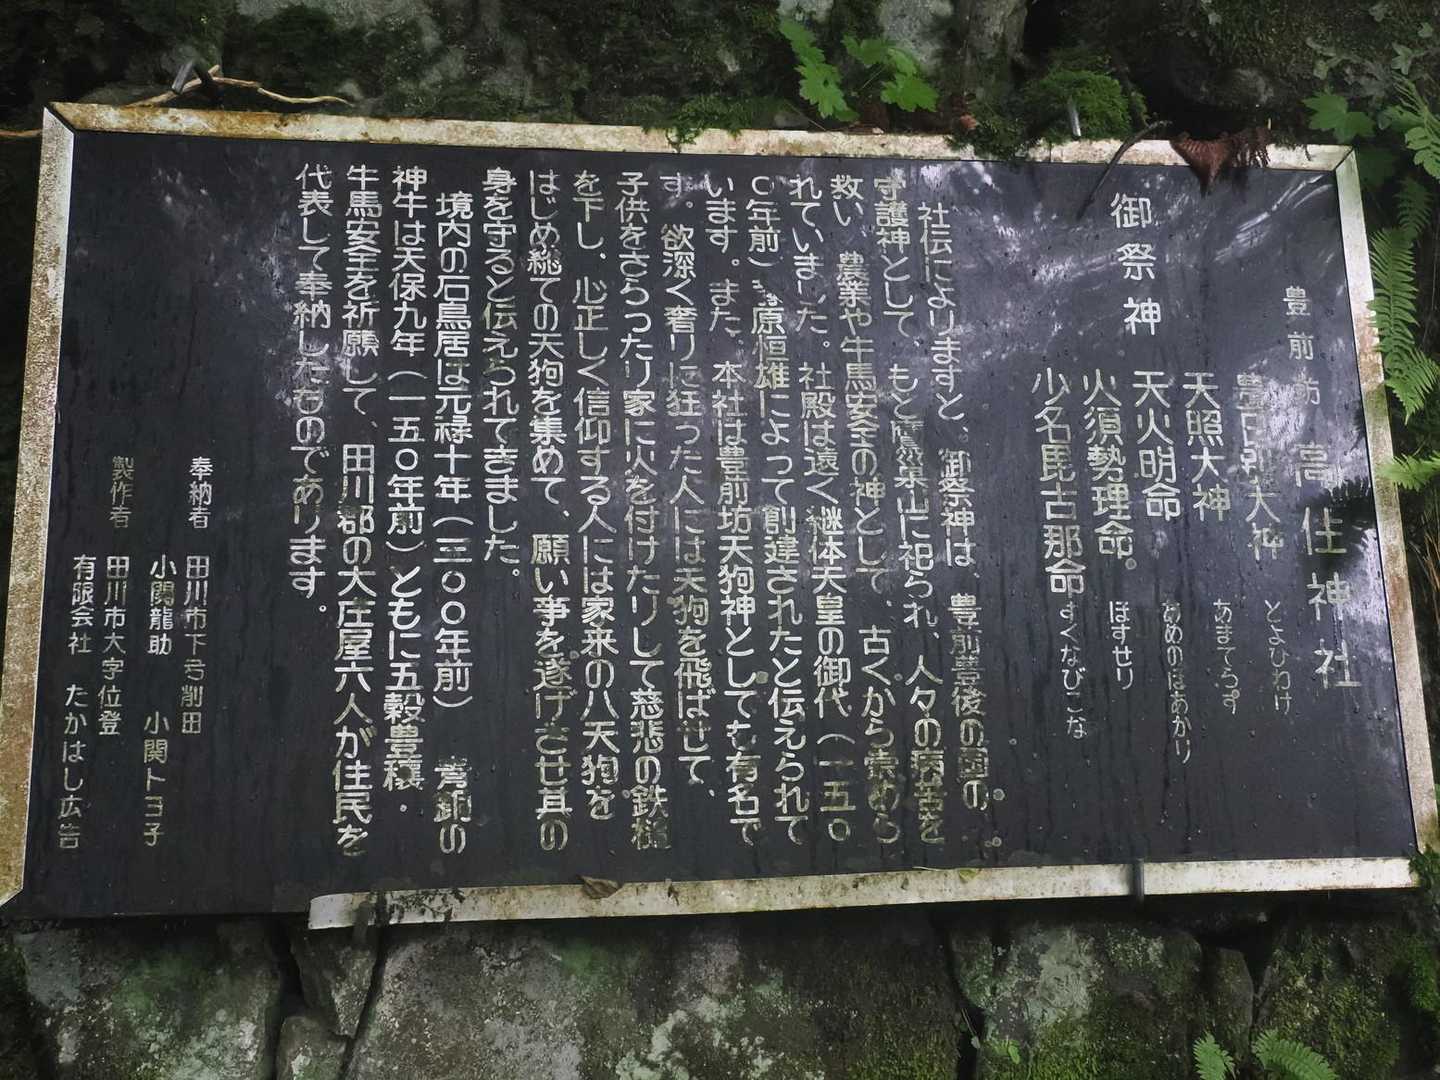 豊前坊 高住神社
御祭神
豊日別大神 とよひわけ
天照大神 あまてらす
天火明命 あめのほあかり
火須勢理命。 ほすせり
少名毘古那命 すくなびこな
社伝によりますと、御祭神は、豊前豊後の国の
守護神として、もと鷹巣山に祀られ、人々の病苦を
救い、農業や牛馬安全の神として、古くから崇めら
れていました。社殿は遠く継体天皇の御代(一五〇
〇年前)原恒雄によって創建されたと伝えられて
います。また、本社は豊前坊天狗神としても有名で
す。欲深く奢りに狂った人には天狗を飛ばせて、
子供をさらったり家に火を付けたりして慈悲の鉄槌
を下し、心正しく信仰する人には家来の八天狗を
はじめ総ての天狗を集めて、願い事を遂げさせ其の
身を守ると伝えられてきました。
境内の石鳥居は元禄十年(三〇〇年前) 青銅の
神牛は天保九年(一五〇年前)ともに五穀豊穣・
牛馬安全を祈願して、田川郡の大庄屋六人が住民を
代表して奉納したものであります。
奉納者 田川市下弓削田
小関龍助 小関トヨ子
製作者 田川市大字位登
有限会社 たかはし広告